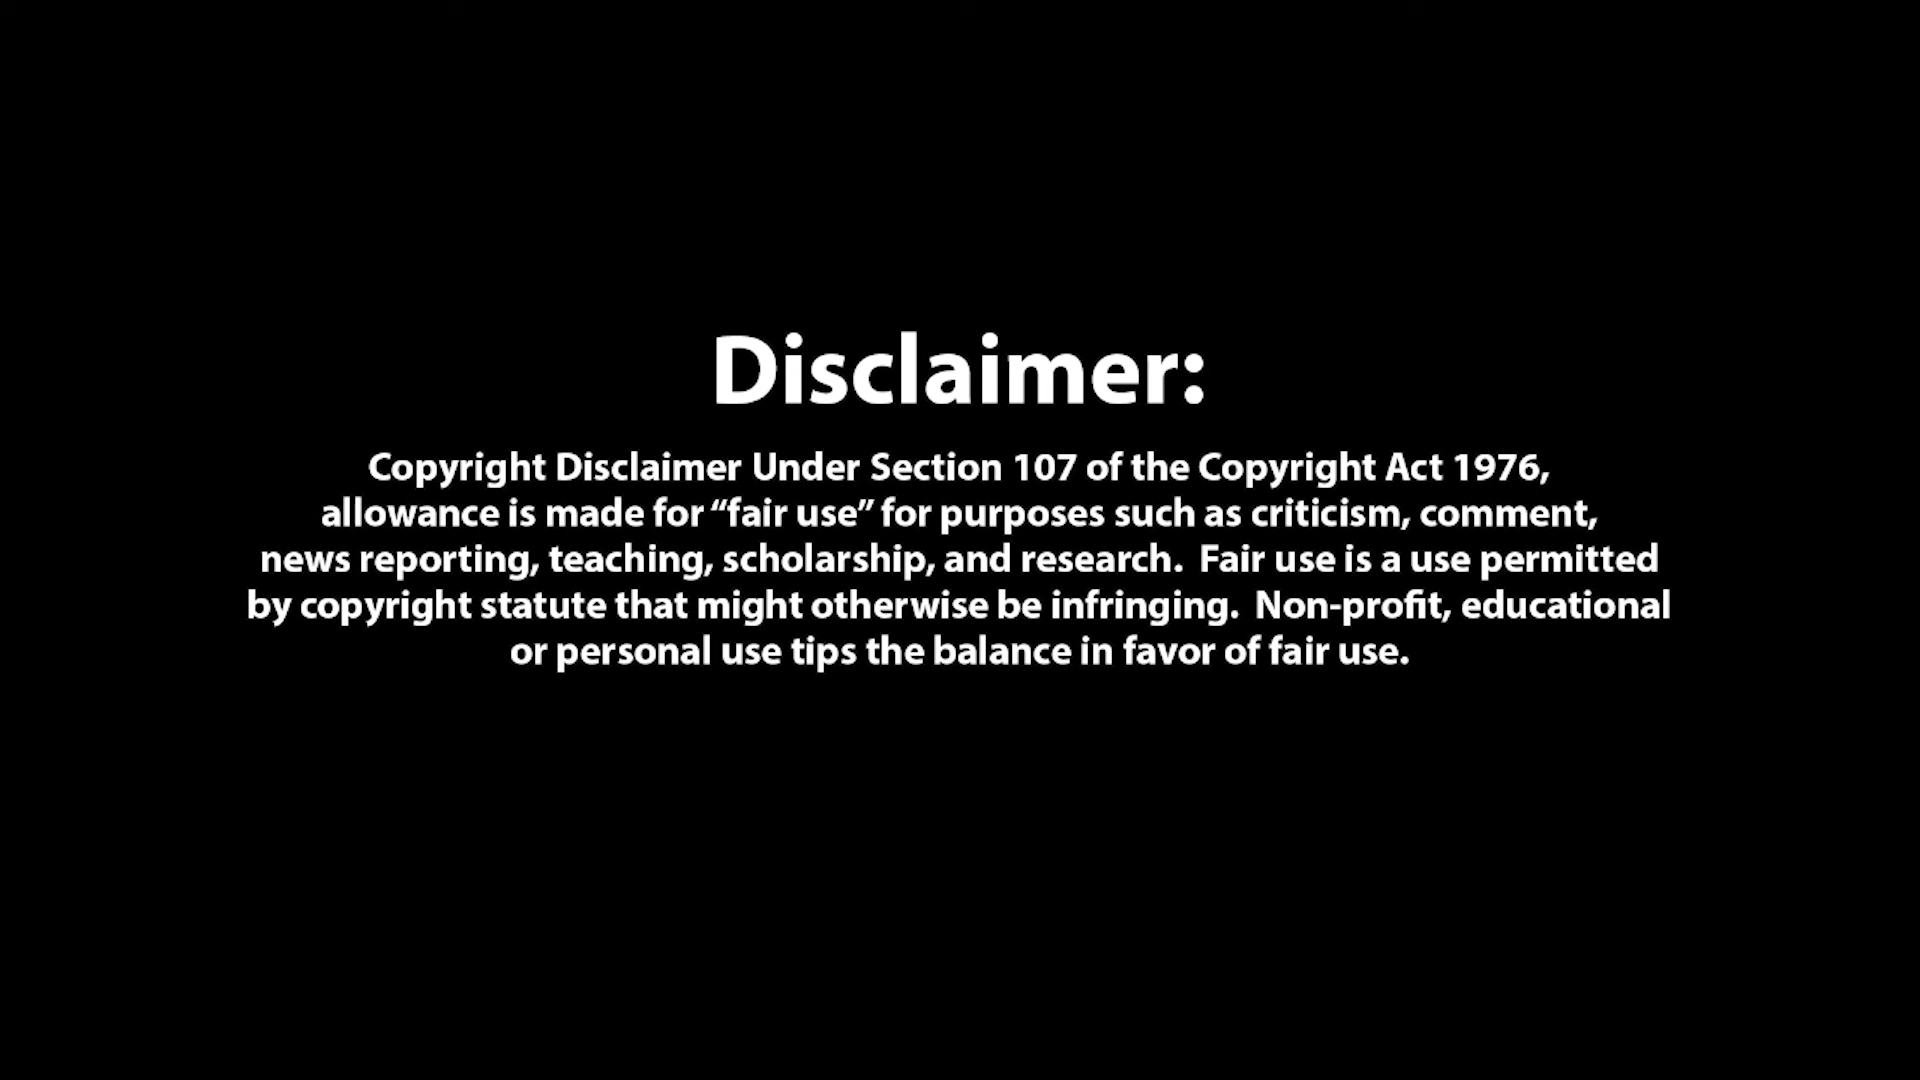 Disclaimer:
Copyright Disclaimer Under Section 107 of the Copyright Act 1976,
allowance is made for “fair use” for purposes such as criticism, comment,
news reporting, teaching, scholarship, and research.  Fair use is a use permitted
by copyright statute that might otherwise be infringing.  Non-profit, educational
or personal use tips the balance in favor of fair use.